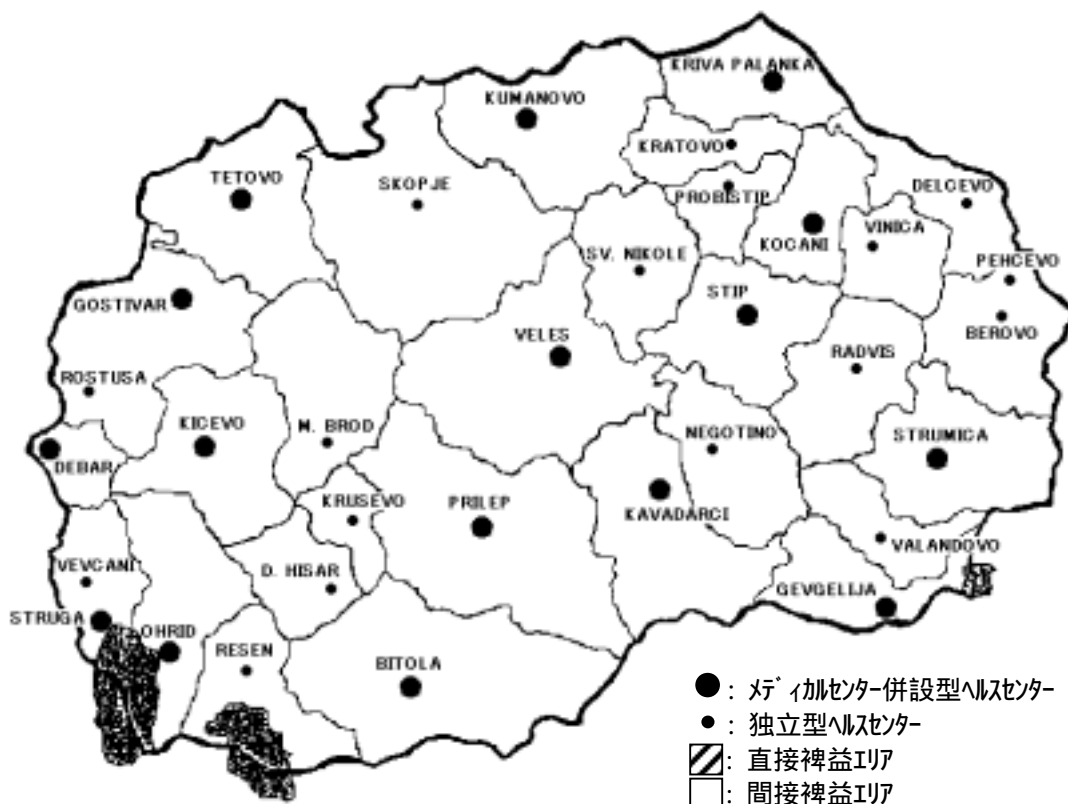 KRIVA PALANKA
KUMANOVO
KRATOVO
TETOVO
SKOPJE
PROBISTIP
DELCEVO
VINICA
KOCANI
SV. NIKOLE
PEHCEVO
STIP
GOSTIVAR
VELES
BEROVO
RADVIS
ROSTUSA
M. BROD
KICEVO
NEGOTINO
STRUMICA
DEBAR
KRUSEVO
PRILEP
KAVADARCI
VALANDOVO
VEVCANI
D. HISAR
GEVGELIJA
STRUGA
OHRID
RESEN
BITOLA
●: メディカルセンター併設型ヘルスセンター
•: 独立型ヘルスセンター
: 直接裨益エリア
: 間接裨益エリア